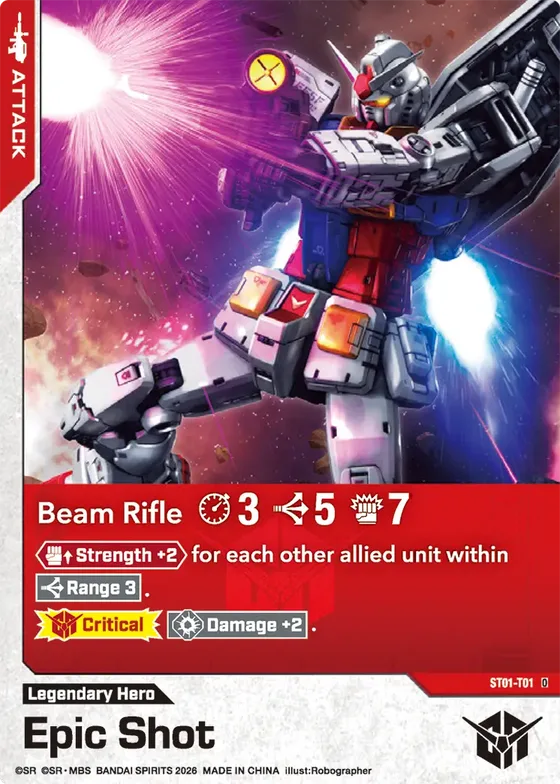 ATTACK
Beam Rifle 3 5 7
Strength +2 for each other allied unit within
Range 3 .
Critical Damage +2 .
ST01-T01 0
Legendary Hero
Epic Shot
©SR ©SR・MBS BANDAI SPIRITS 2026 MADE IN CHINA illust:Robographer